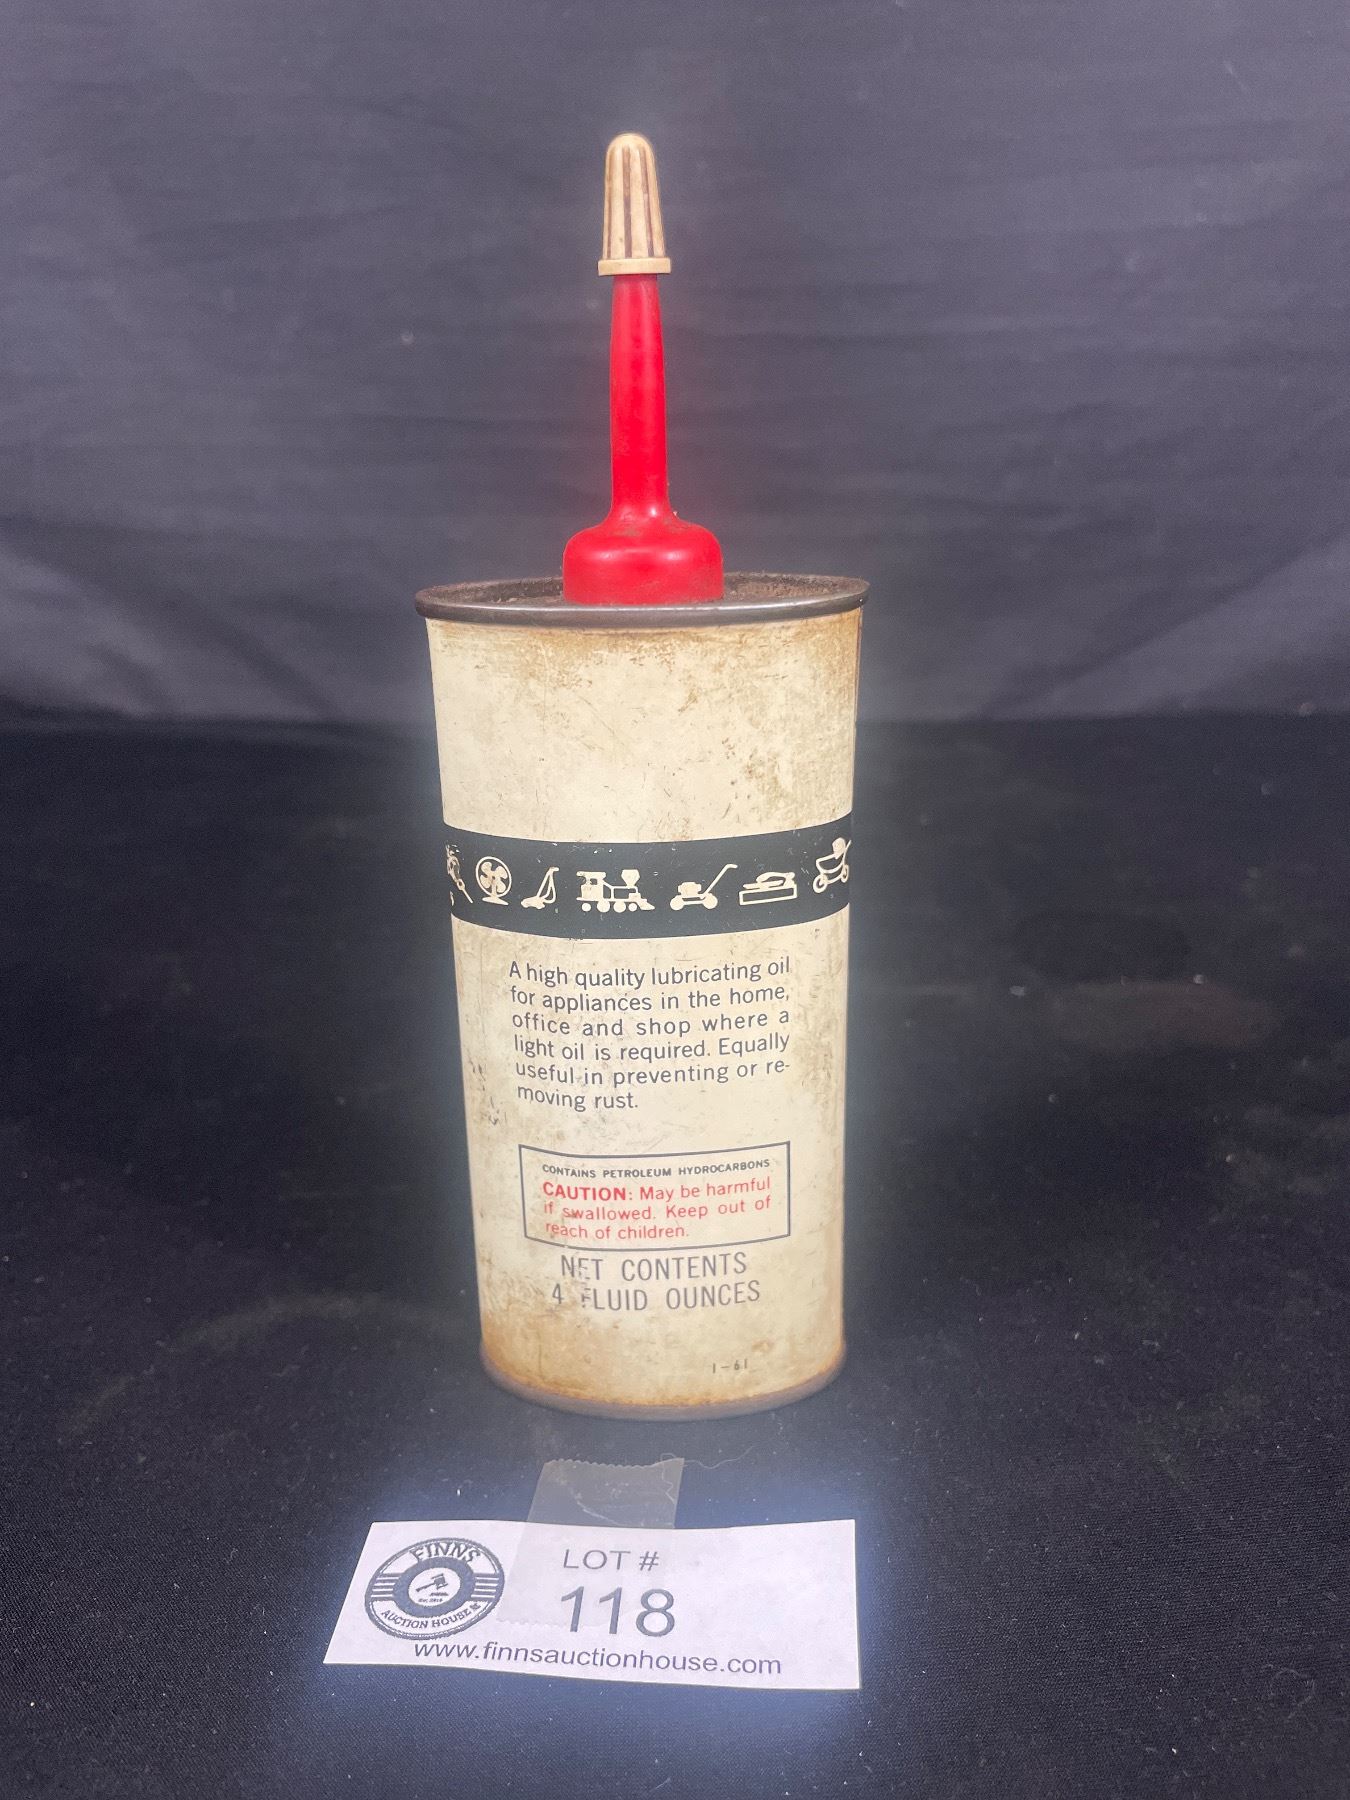 A high quality lubricating oil
for appliances in the home,
office and shop where a
light oil is required. Equally
useful in preventing or re-
moving rust.
CONTAINS PETROLEUM HYDROCARBONS
CAUTION: May be harmful
if swallowed. Keep out of
reach of children.
NET CONTENTS
4 FLUID OUNCES
1-61
FINNS
AUCTION HOUSE
LOT #
118
www.finnsauctionhouse.com